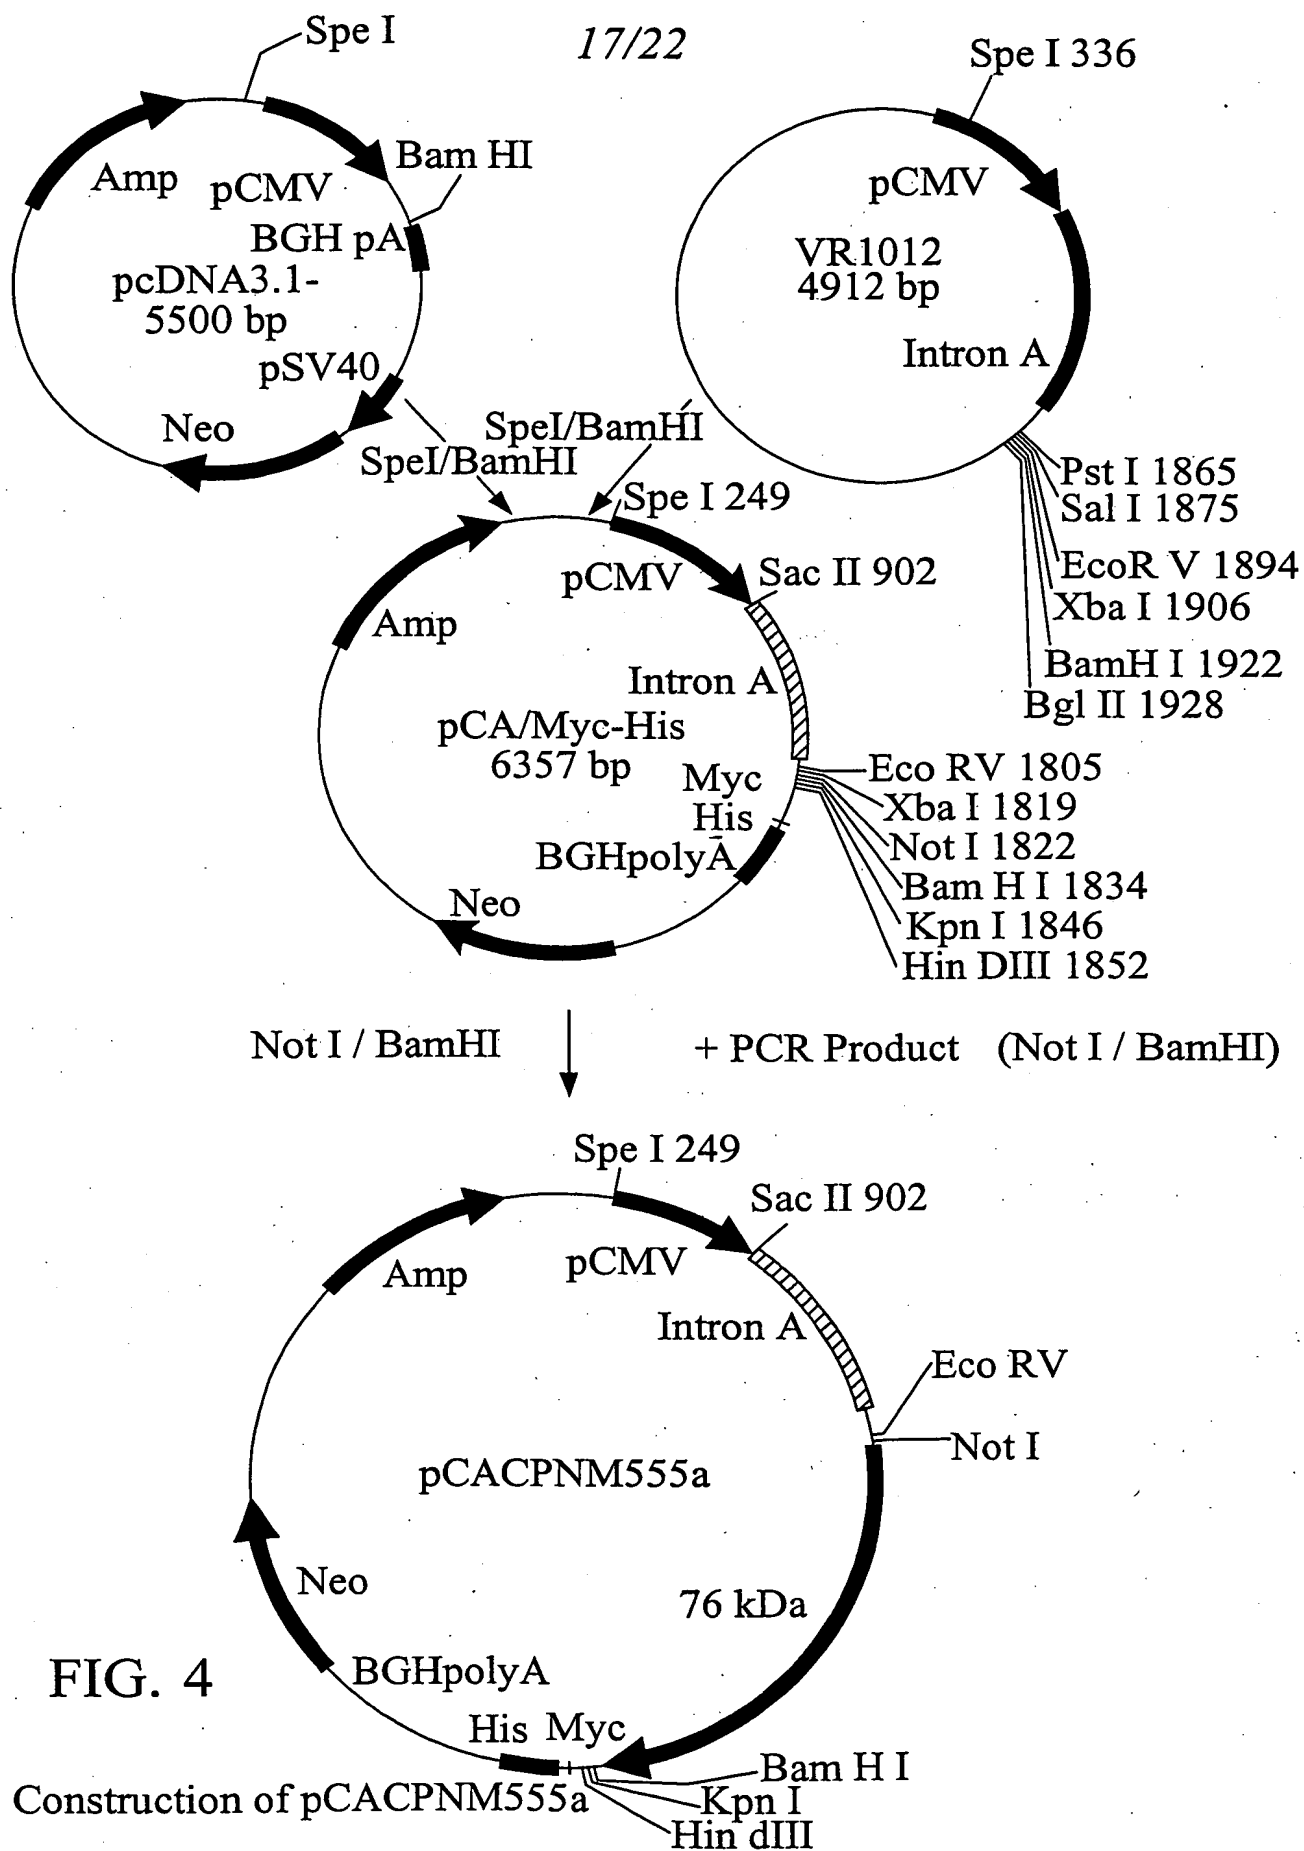 17/22
Spe I
Amp
pCMV
Bam HI
BGH pA
pcDNA3.1-
5500 bp
pSV40
Neo
SpeI/BamHI
Spe I 336
pCMV
VR1012
4912 bp
Intron A
SpeI/BamHI
Pst I 1865
Sal I 1875
EcoR V 1894
Xba I 1906
BamH I 1922
Bgl II 1928
Spe I 249
pCMV
Sac II 902
Amp
Intron A
pCA/Myc-His
6357 bp
Myc
His
BGHpolyA
Neo
Eco RV 1805
Xba I 1819
Not I 1822
Bam H I 1834
Kpn I 1846
Hin DIII 1852
Not I / BamHI
+ PCR Product (Not I / BamHI)
Spe I 249
Sac II 902
Amp
pCMV
Intron A
Eco RV
Not I
pCACPNM555a
Neo
76 kDa
BGHpolyA
His Myc
Bam H I
Kpn I
Hin dIII
FIG. 4
Construction of pCACPNM555a